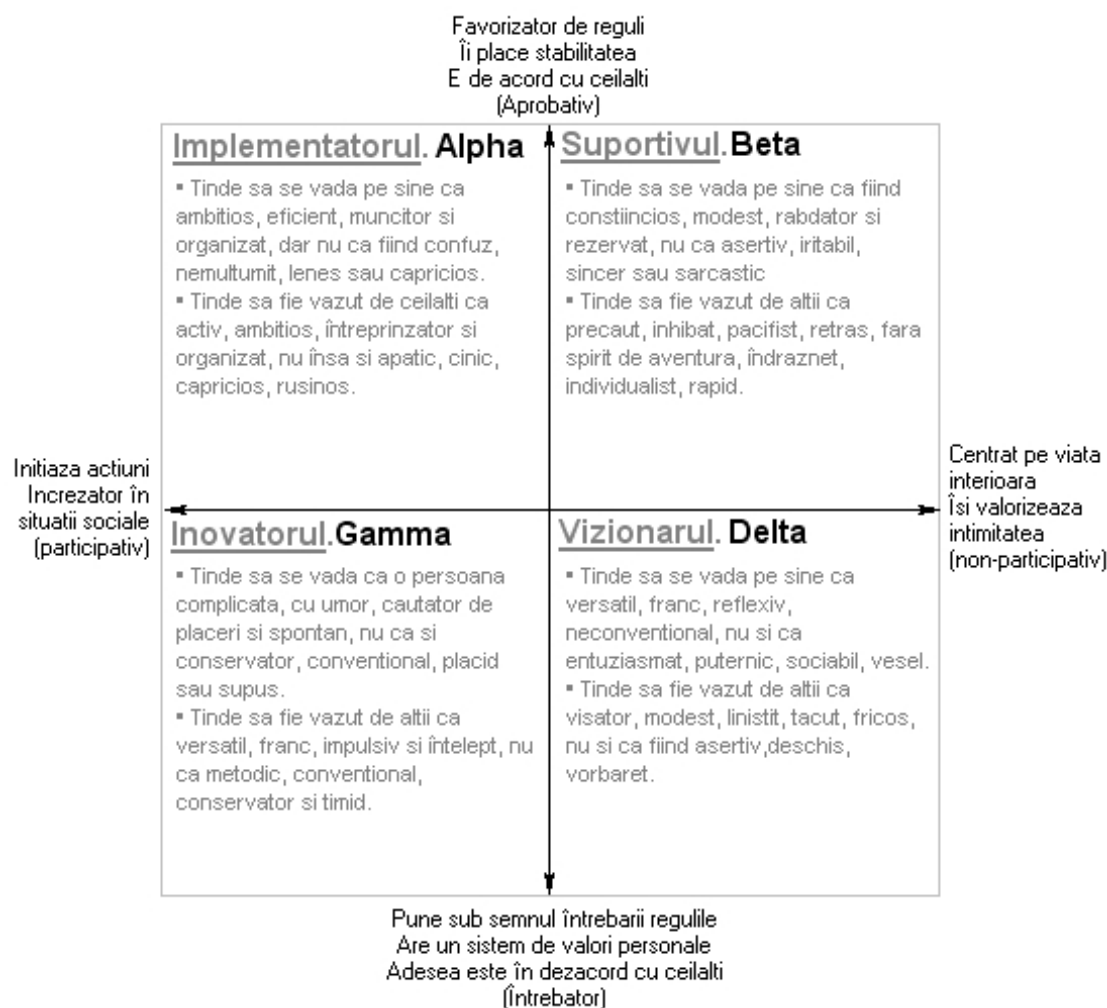 Favorizator de reguli
Îi place stabilitatea
E de acord cu ceilalti
(Aprobativ)
Implementatorul. Alpha
▪ Tinde sa se vada pe sine ca
ambitios, eficient, muncitor si
organizat, dar nu ca fiind confuz,
nemultumit, lenes sau capricios.
▪ Tinde sa fie vazut de ceilalti ca
activ, ambitios, întreprinzator si
organizat, nu însa si apatic, cinic,
capricios, rusinos.
Suportivul.Beta
▪ Tinde sa se vada pe sine ca fiind
constiincios, modest, rabdator si
rezervat, nu ca asertiv, iritabil,
sincer sau sarcastic
▪ Tinde sa fie vazut de altii ca
precaut, inhibat, pacifist, retras, fara
spirit de aventura, îndraznet,
individualist, rapid.
Initiaza actiuni
Increzator în
situatii sociale
(participativ)
Centrat pe viata
interioara
Își valorizeaza
intimitatea
(non-participativ)
Inovatorul.Gamma
▪ Tinde sa se vada ca o persoana
complicata, cu umor, cautator de
placeri si spontan, nu ca si
conservator, conventional, placid
sau supus.
▪ Tinde sa fie vazut de altii ca
versatil, franc, impulsiv si întelept, nu
ca metodic, conventional,
conservator si timid.
Vizionarul. Delta
▪ Tinde sa se vada pe sine ca
versatil, franc, reflexiv,
neconventional, nu si ca
entuziasmat, puternic, sociabil, vesel.
▪ Tinde sa fie vazut de altii ca
visator, modest, linistit, tacut, fricos,
nu si ca fiind asertiv,deschis,
vorbaret.
Pune sub semnul întrebarii regulile
Are un sistem de valori personale
Adesea este în dezacord cu ceilalti
(Întrebator)